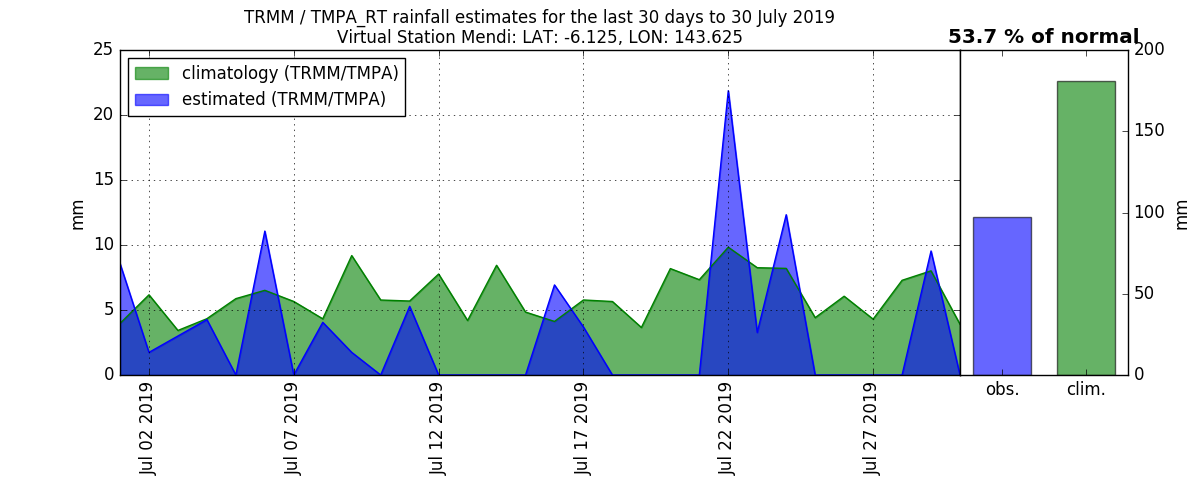 TRMM / TMPA_RT rainfall estimates for the last 30 days to 30 July 2019
Virtual Station Mendi: LAT: -6.125, LON: 143.625
53.7 % of normal
climatology (TRMM/TMPA)
estimated (TRMM/TMPA)
25
20
15
10
5
0
mm
Jul 02 2019
Jul 07 2019
Jul 12 2019
Jul 17 2019
Jul 22 2019
Jul 27 2019
200
150
100
50
0
mm
obs.
clim.